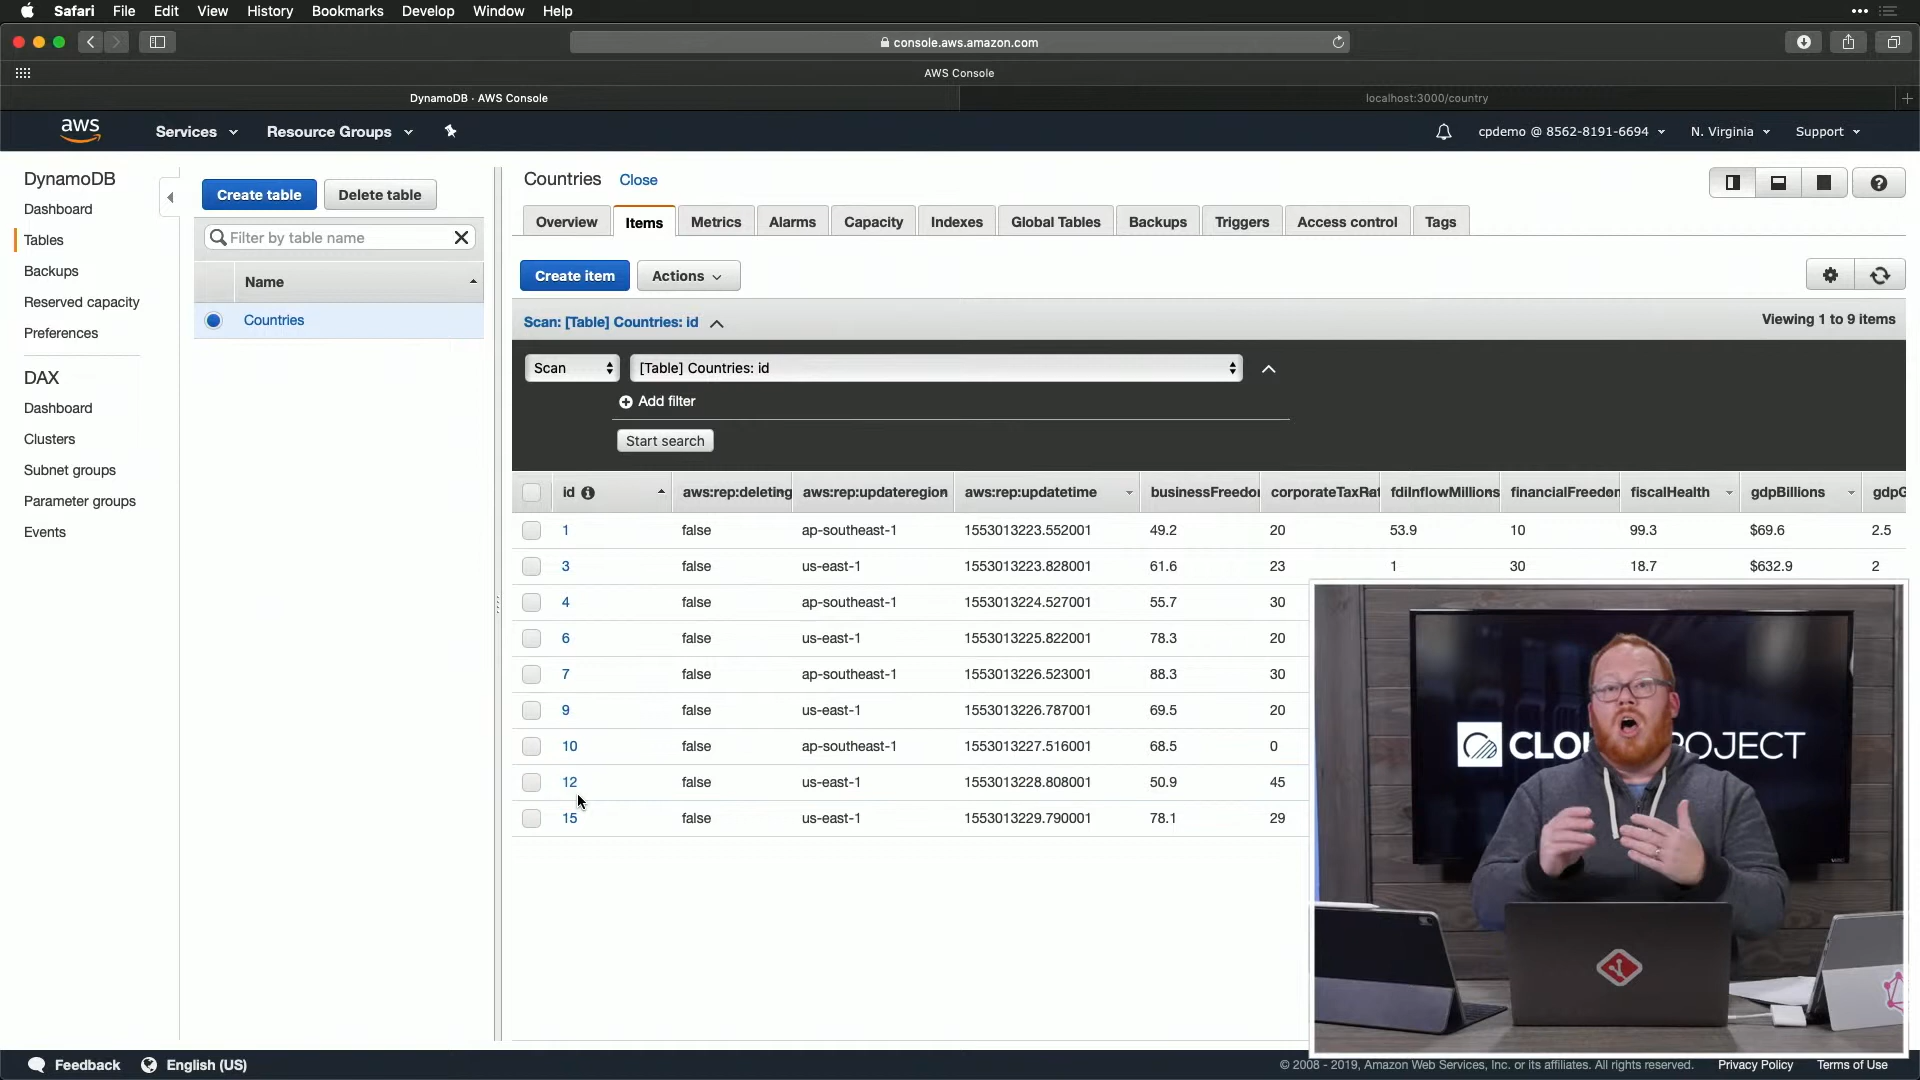 Safari File Edit View History Bookmarks Develop Window Help
console.aws.amazon.com
AWS Console
DynamoDB · AWS Console
localhost:3000/country
aws Services Resource Groups cpdemo @ 8562-8191-6694 N. Virginia Support
DynamoDB
Dashboard
Tables
Backups
Reserved capacity
Preferences
DAX
Dashboard
Clusters
Subnet groups
Parameter groups
Events
Create table Delete table
Filter by table name
Name
Countries
Countries Close
Overview Items Metrics Alarms Capacity Indexes Global Tables Backups Triggers Access control Tags
Create item Actions
Scan: [Table] Countries: id
Viewing 1 to 9 items
Scan [Table] Countries: id
Add filter
Start search
id aws:rep:deleting aws:rep:updateregion aws:rep:updatetime businessFreedom corporateTaxRat fdiInflowMillions financialFreedom fiscalHealth gdpBillions gdpG
1 false ap-southeast-1 1553013223.552001 49.2 20 53.9 10 99.3 $69.6 2.5
3 false us-east-1 1553013223.828001 61.6 23 1 30 18.7 $632.9 2
4 false ap-southeast-1 1553013224.527001 55.7 30
6 false us-east-1 1553013225.822001 78.3 20
7 false ap-southeast-1 1553013226.523001 88.3 30
9 false us-east-1 1553013226.787001 69.5 20
10 false ap-southeast-1 1553013227.516001 68.5 0
12 false us-east-1 1553013228.808001 50.9 45
15 false us-east-1 1553013229.790001 78.1 29
CLOU ROJECT
Feedback English (US)
© 2008 - 2019, Amazon Web Services, Inc. or its affiliates. All rights reserved. Privacy Policy Terms of Use